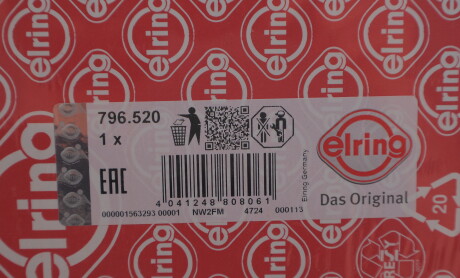 elring
796.520
1 x
EAC
4 041248 808061
000001563293 00001 NW2FM 4724 000113
Elring Germany
elring
Das Original
elring
20